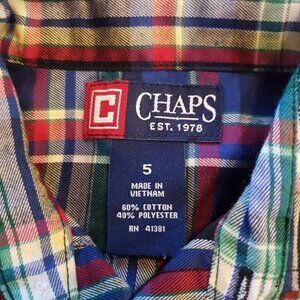 C CHAPS
EST. 1978
5
MADE IN
VIETNAM
60% COTTON
40% POLYESTER
RN 41381